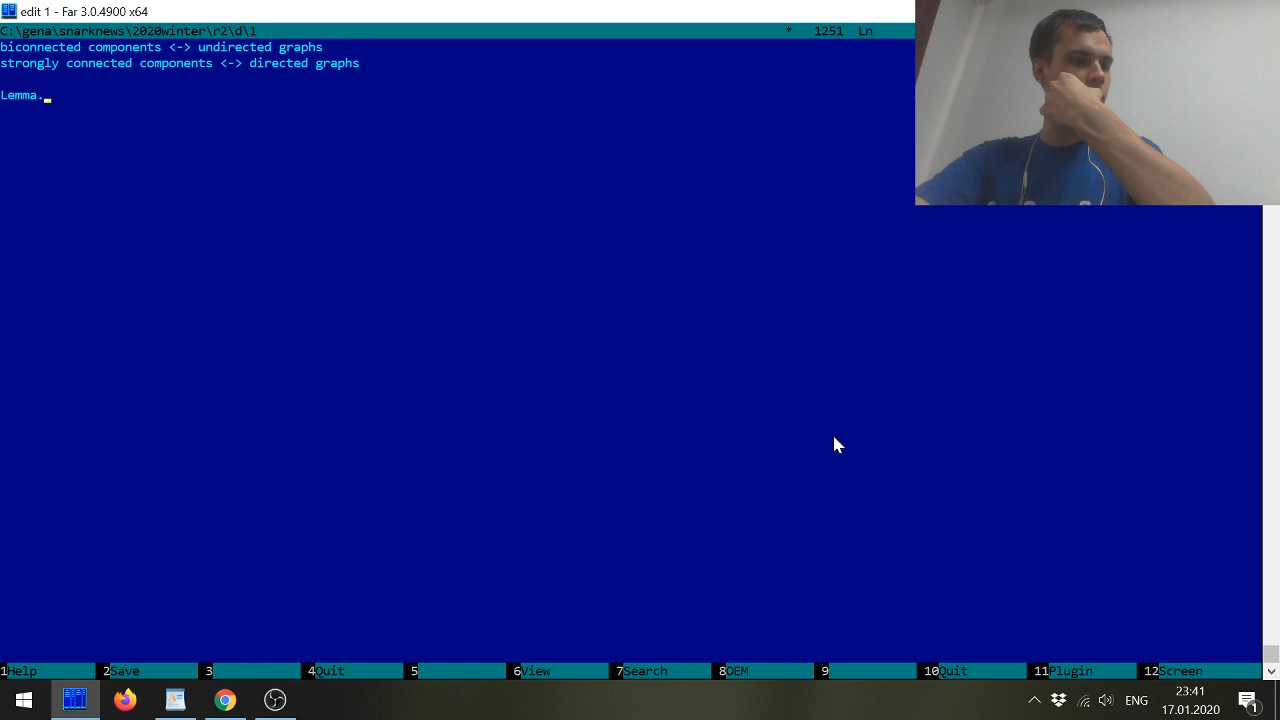 edit 1 - Far 3.0.4900 x64
C:\gena\snarknews\2020winter\r2\d\1 * 1251 Ln
biconnected components <-> undirected graphs
strongly connected components <-> directed graphs
Lemma.
1Help 2Save 3 4Quit 5 6View 7Search 8OEM 9 10Quit 11Plugin 12Screen
ENG
23:41
17.01.2020
1